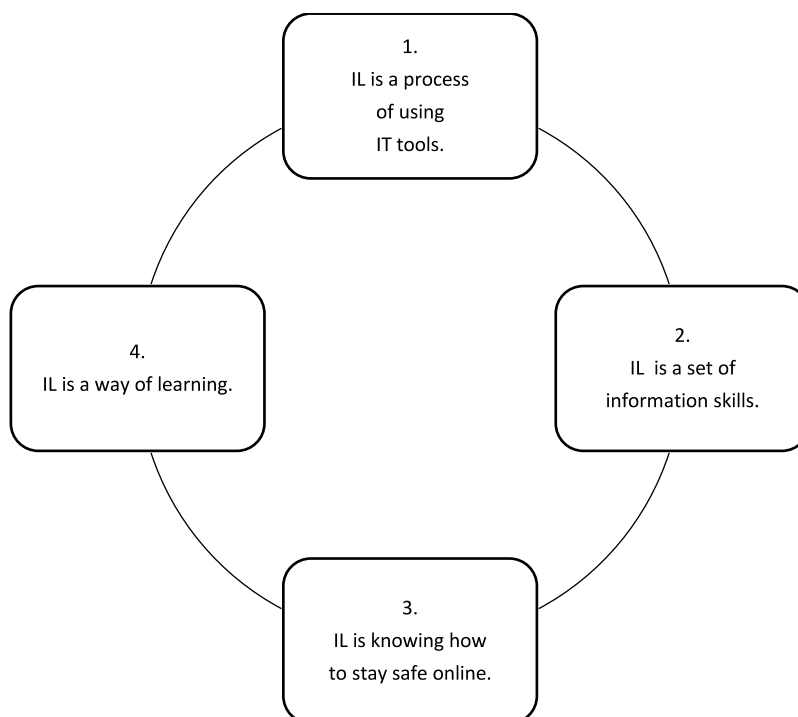 1.
IL is a process
of using
IT tools.
2.
IL is a set of
information skills.
3.
IL is knowing how
to stay safe online.
4.
IL is a way of learning.